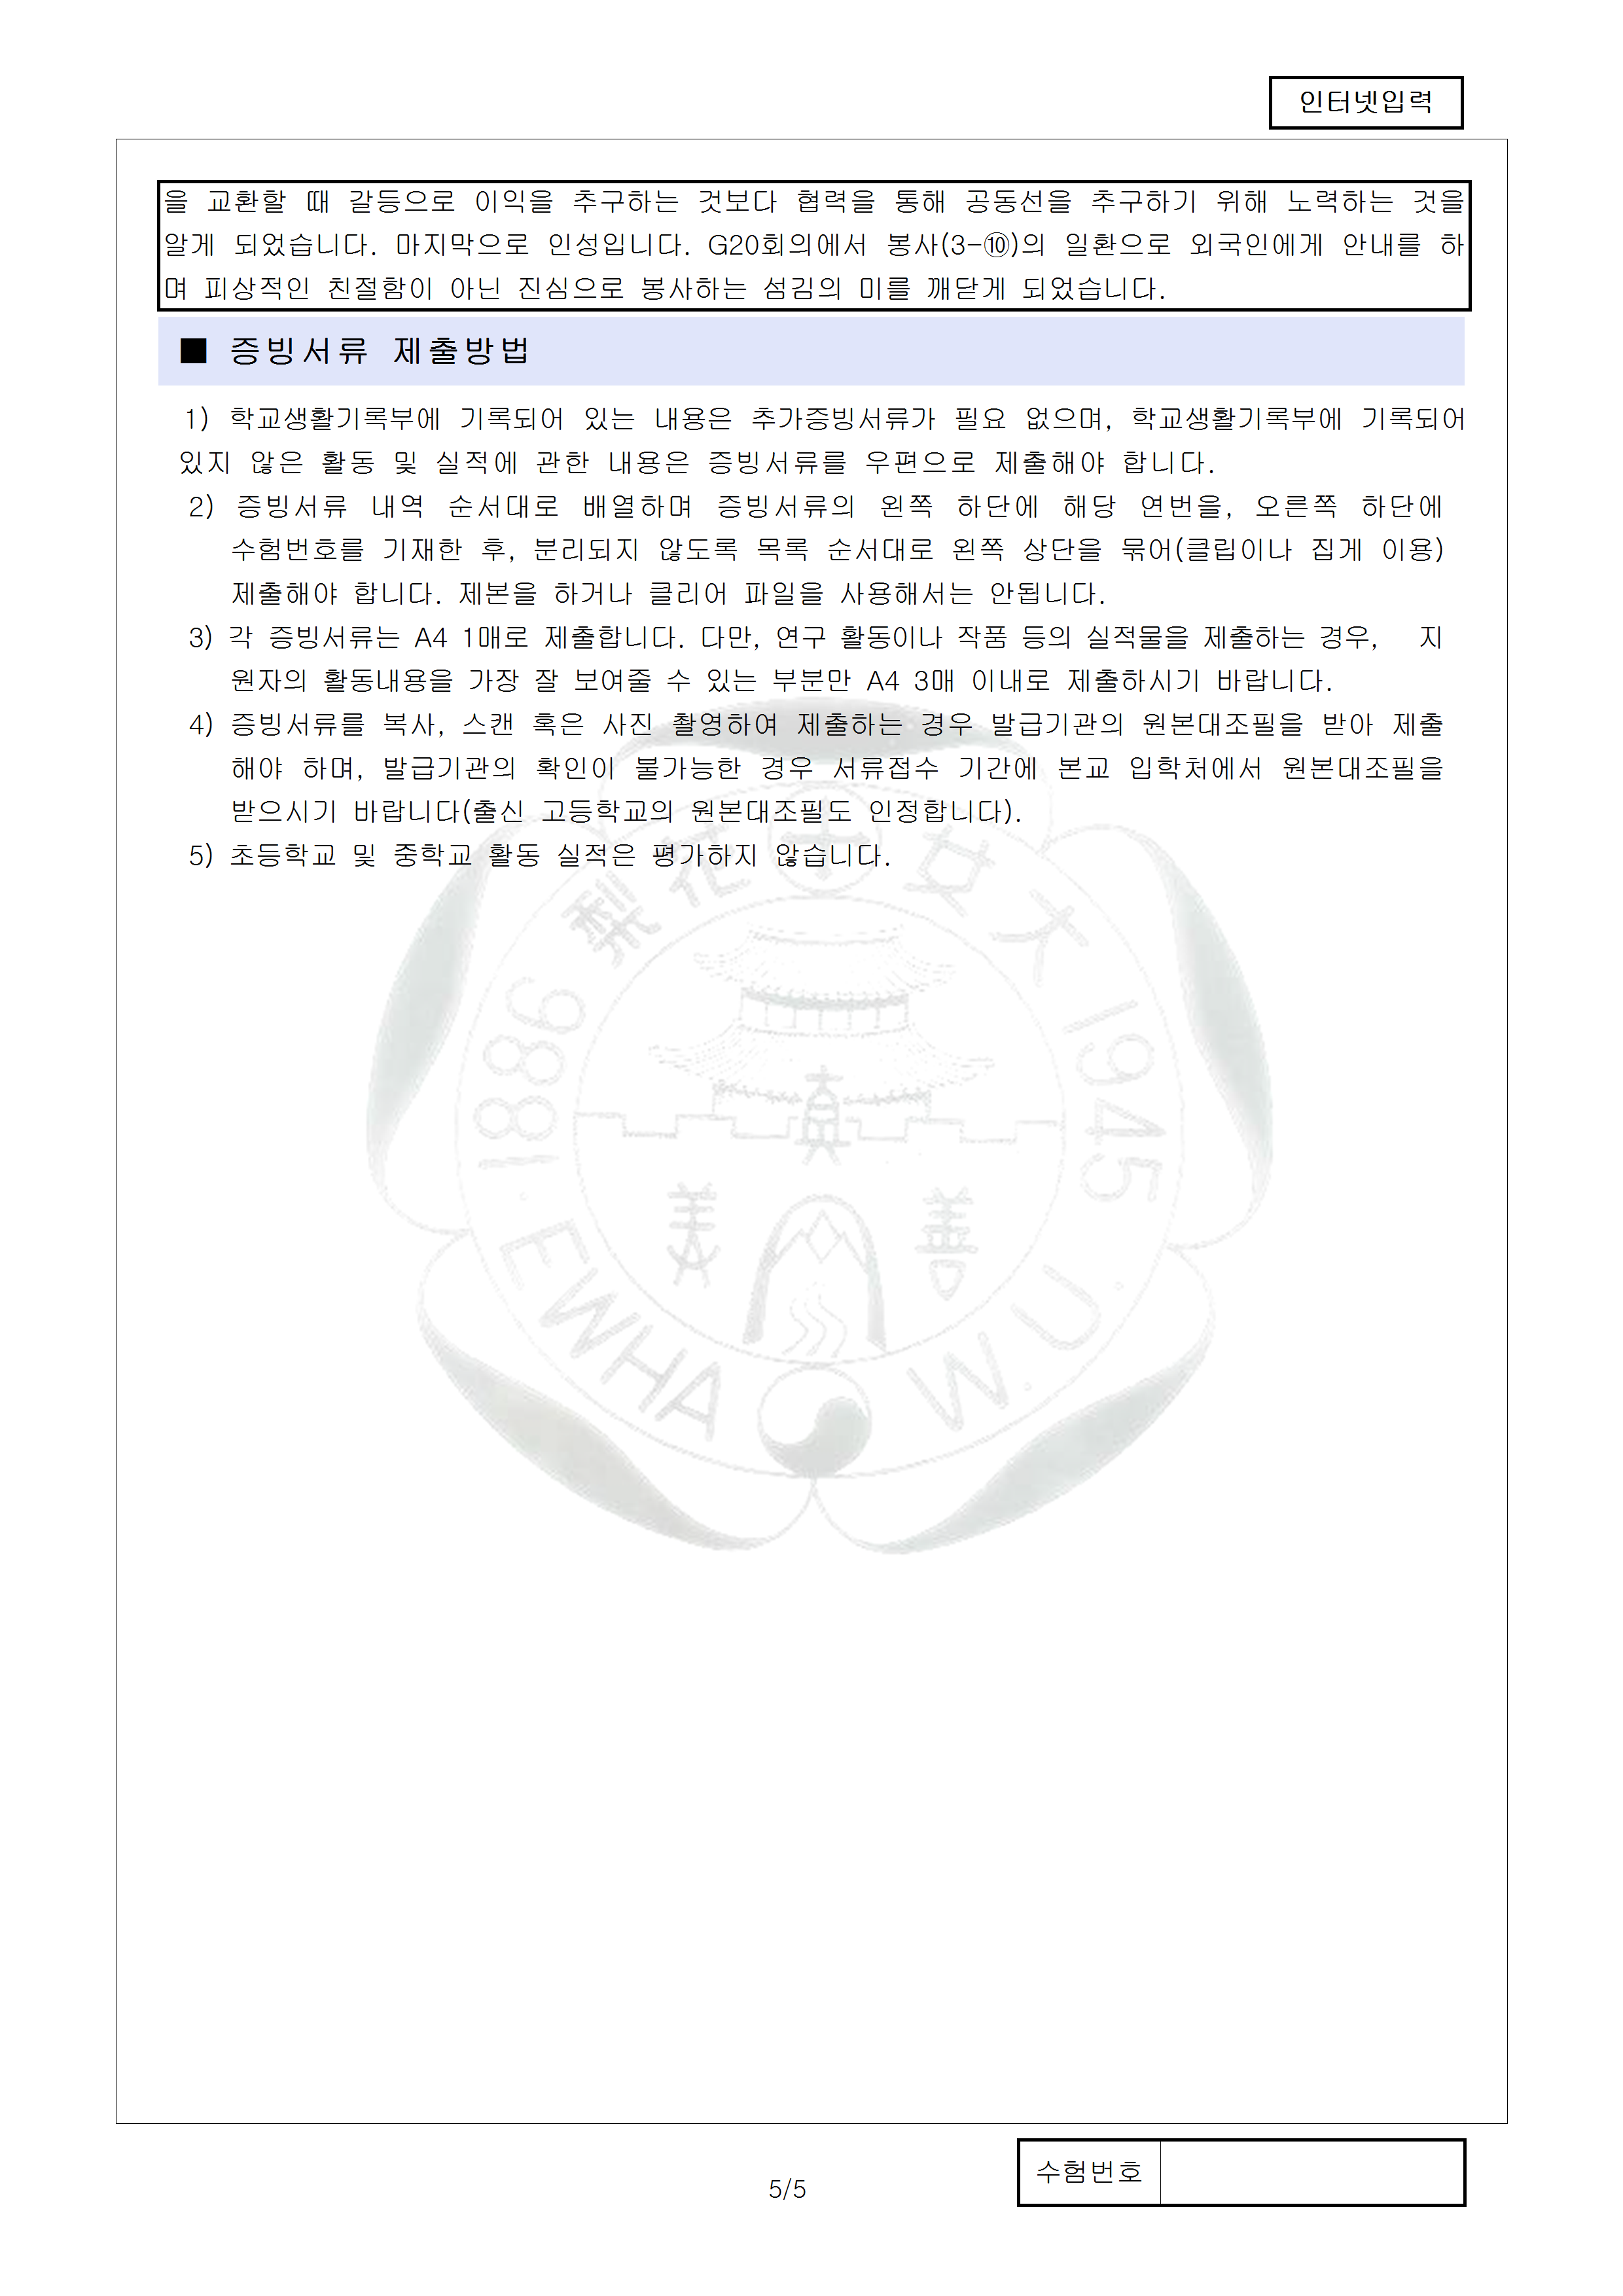 인터넷입력
을 교환할 때 갈등으로 이익을 추구하는 것보다 협력을 통해 공동선을 추구하기 위해 노력하는 것을
알게 되었습니다. 마지막으로 인성입니다. G20회의에서 봉사(3-⑩)의 일환으로 외국인에게 안내를 하
며 피상적인 친절함이 아닌 진심으로 봉사하는 섬김의 미를 깨닫게 되었습니다.
■ 증빙서류 제출방법
1) 학교생활기록부에 기록되어 있는 내용은 추가증빙서류가 필요 없으며, 학교생활기록부에 기록되어
있지 않은 활동 및 실적에 관한 내용은 증빙서류를 우편으로 제출해야 합니다.
2) 증빙서류 내역 순서대로 배열하며 증빙서류의 왼쪽 하단에 해당 연번을, 오른쪽 하단에
수험번호를 기재한 후, 분리되지 않도록 목록 순서대로 왼쪽 상단을 묶어(클립이나 집게 이용)
제출해야 합니다. 제본을 하거나 클리어 파일을 사용해서는 안됩니다.
3) 각 증빙서류는 A4 1매로 제출합니다. 다만, 연구 활동이나 작품 등의 실적물을 제출하는 경우, 지
원자의 활동내용을 가장 잘 보여줄 수 있는 부분만 A4 3매 이내로 제출하시기 바랍니다.
4) 증빙서류를 복사, 스캔 혹은 사진 촬영하여 제출하는 경우 발급기관의 원본대조필을 받아 제출
해야 하며, 발급기관의 확인이 불가능한 경우 서류접수 기간에 본교 입학처에서 원본대조필을
받으시기 바랍니다(출신 고등학교의 원본대조필도 인정합니다).
5) 초등학교 및 중학교 활동 실적은 평가하지 않습니다.
梨花女大
1886
1945
真
美
善
EWHA W.U.
5/5
수험번호